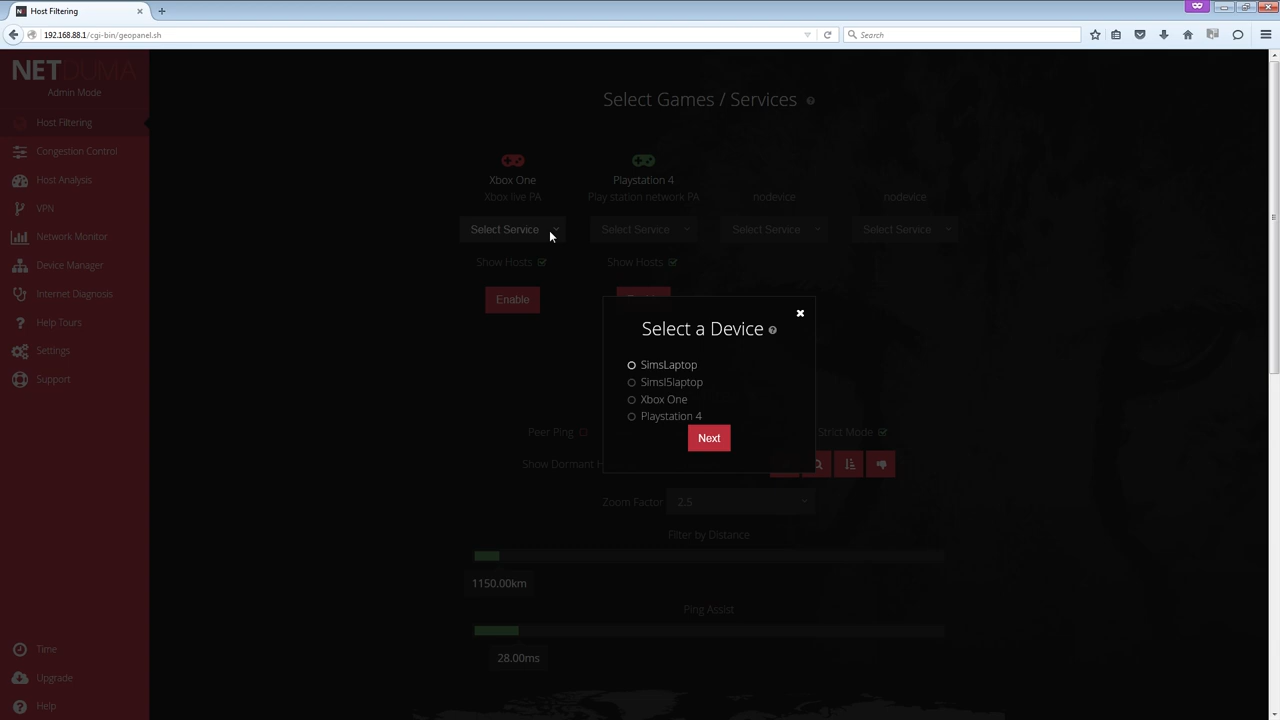 Host Filtering
192.168.88.1/cgi-bin/geopanel.sh
Search
NETDUMA
Admin Mode
Host Filtering
Congestion Control
Host Analysis
VPN
Network Monitor
Device Manager
Internet Diagnosis
Help Tours
Settings
Support
Time
Upgrade
Help
Select Games / Services
Xbox One
Xbox live PA
Select Service
Show Hosts
Enable
Playstation 4
Play station network PA
Select Service
Show Hosts
nodevice
Select Service
nodevice
Select Service
Select a Device
SimsLaptop
Simsl5laptop
Xbox One
Playstation 4
Next
Peer Ping
Strict Mode
Show Dormant H
Zoom Factor 2.5
Filter by Distance
1150.00km
Ping Assist
28.00ms